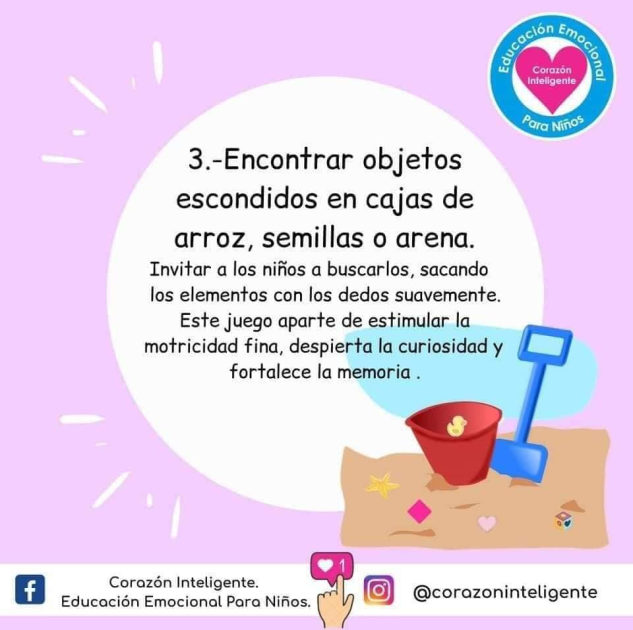 Educación Emocional
Corazón
Inteligente
Para Niños
3.-Encontrar objetos
escondidos en cajas de
arroz, semillas o arena.
Invitar a los niños a buscarlos, sacando
los elementos con los dedos suavemente.
Este juego aparte de estimular la
motricidad fina, despierta la curiosidad y
fortalece la memoria .
1
Corazón Inteligente.
Educación Emocional Para Niños.
@corazoninteligente